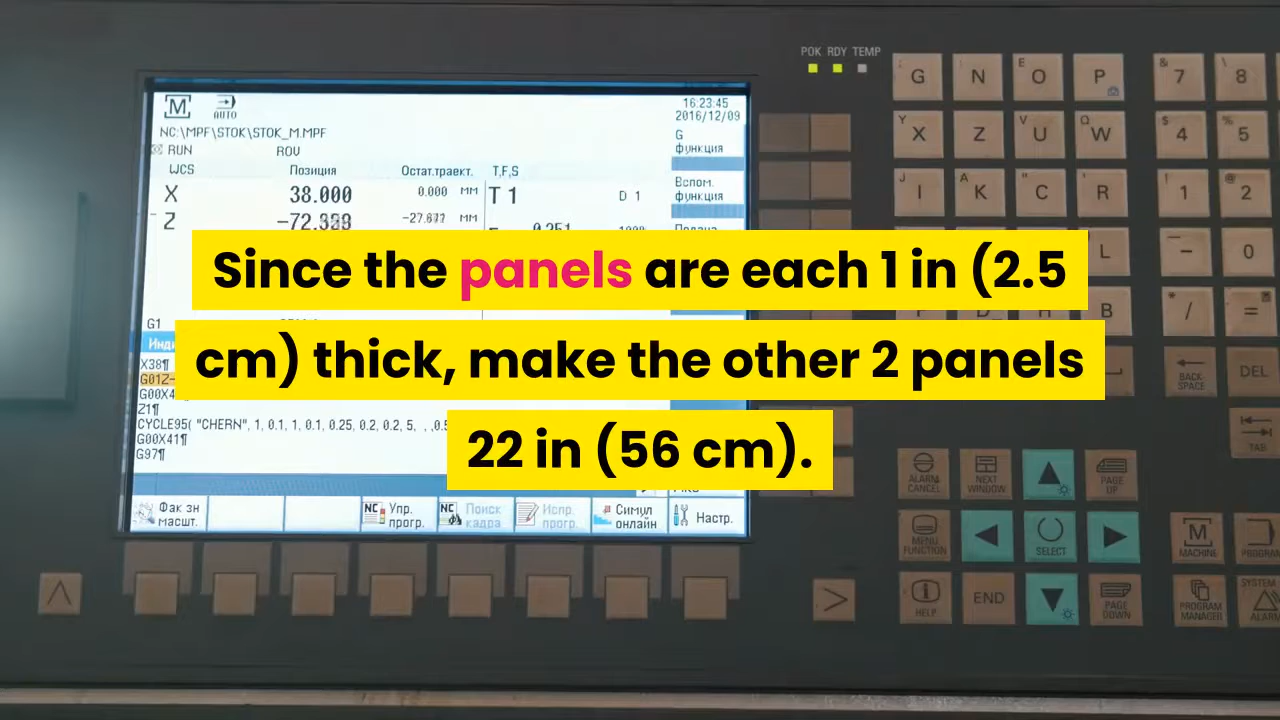 POK RDY TEMP
M
AUTO
16:23:45
2016/12/09
NC:\MPF\STOK\STOK_M.MPF
RUN ROV
G
функция
WCS Позиция Остат.траект. T,F,S
X 38.000 0.000 MM T 1 D 1
Z
Вспом.
функция
Since the panels are each 1 in (2.5
cm) thick, make the other 2 panels
22 in (56 cm).
G1
X38¶
G01Z-
G00X4
Z1¶
CYCLE95( "CHERN", 1, 0.1, 1, 0.1, 0.25, 0.2, 0.2, 5, , ,0.5
G00X41¶
G97¶
Фак зн
масшт.
NC Упр.
прогр.
NC Поиск
кадра
Испр.
прогр.
Симул
онлайн
Настр.
G N E O P & 7 \ 8
Y X Z V U Q W $ 4 % 5
J I A K " C ' R ! 1 @ 2
L - 0
B * / =
BACK-
SPACE
DEL
TAB
ALARM
CANCEL
NEXT
WINDOW
PAGE
UP
MENU
FUNCTION
SELECT
M
MACHINE
PROGRAM
HELP
END
PAGE
DOWN
PROGRAM
MANAGER
SYSTEM
ALARM